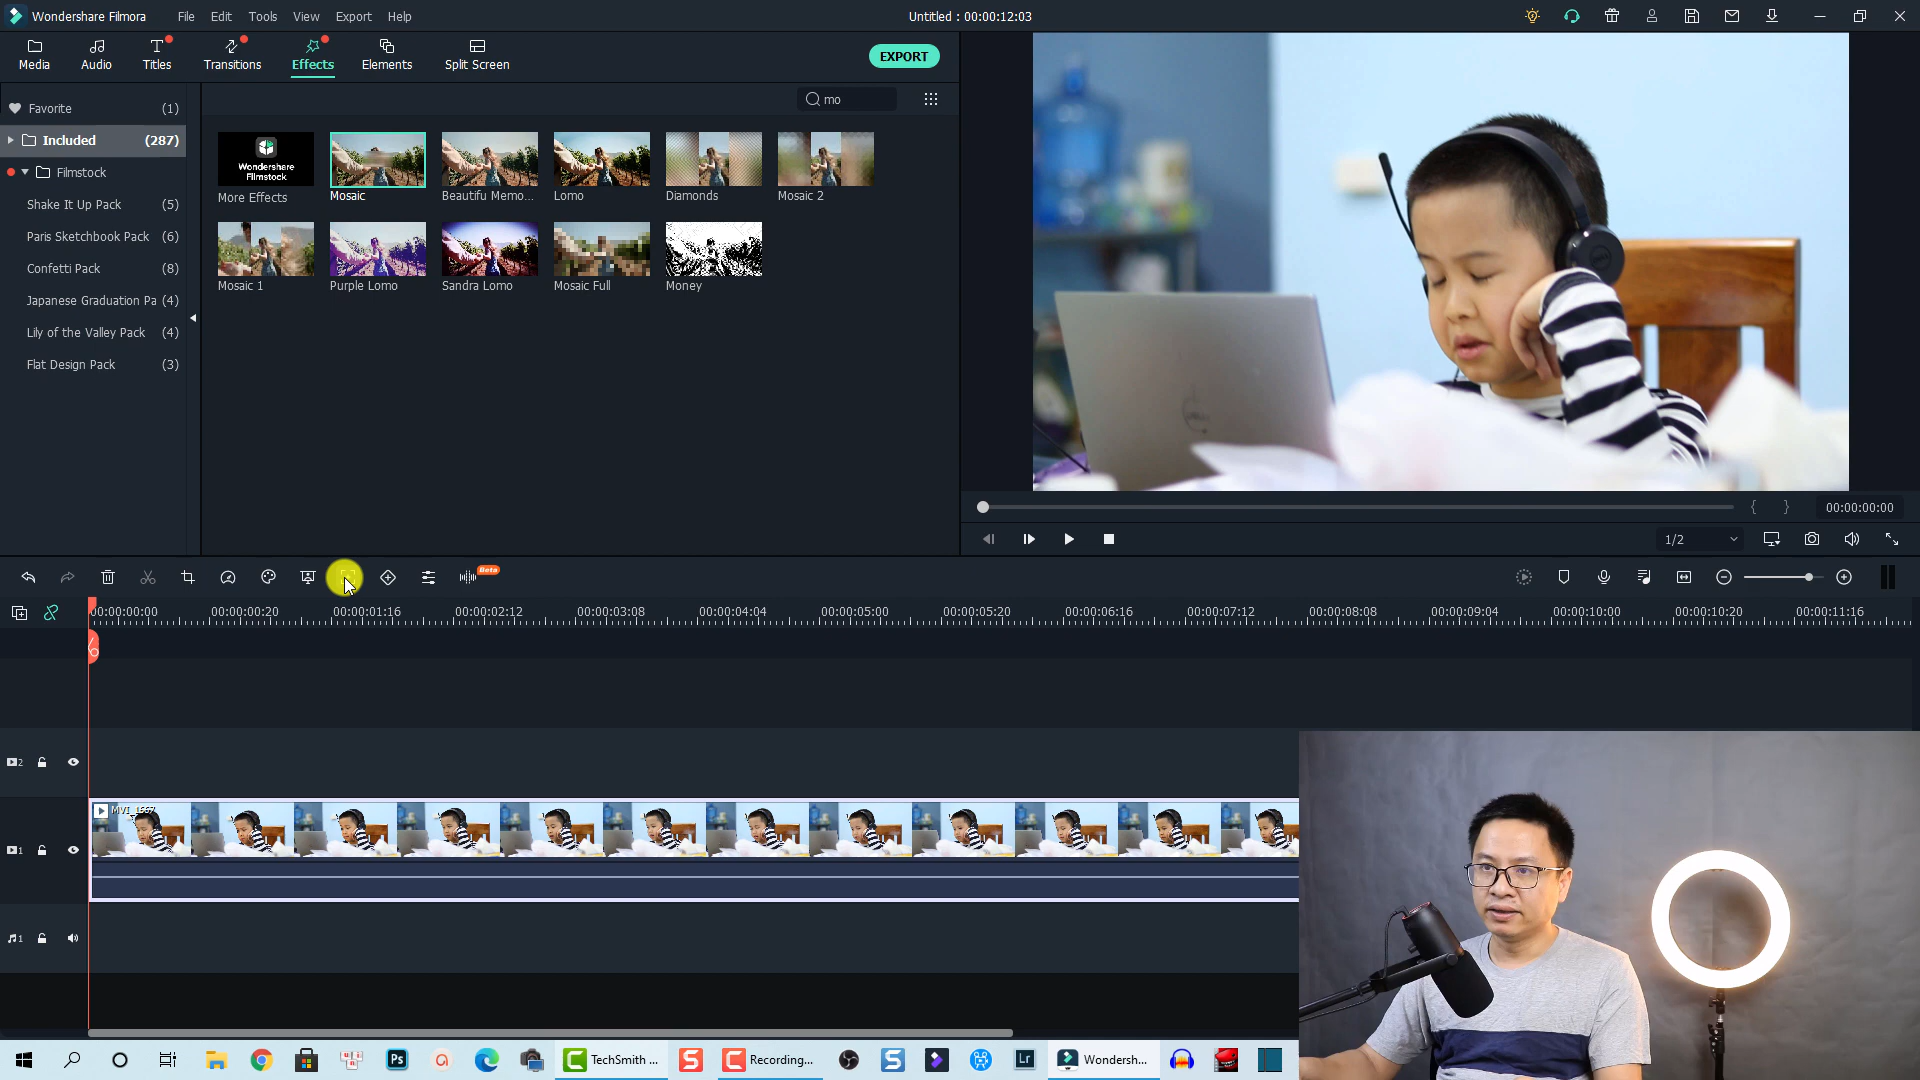 Wondershare Filmora
File Edit Tools View Export Help
Untitled : 00:00:12:03
Media Audio Titles Transitions Effects Elements Split Screen
EXPORT
Favorite (1)
Included (287)
Filmstock
Shake It Up Pack (5)
Paris Sketchbook Pack (6)
Confetti Pack (8)
Japanese Graduation Pa (4)
Lily of the Valley Pack (4)
Flat Design Pack (3)
mo
Wondershare
Filmstock
More Effects Mosaic Beautifu Memo... Lomo Diamonds Mosaic 2
Mosaic 1 Purple Lomo Sandra Lomo Mosaic Full Money
{ } 00:00:00:00
1/2
Beta
00:00:00:00 00:00:00:20 00:00:01:16 00:00:02:12 00:00:03:08 00:00:04:04 00:00:05:00 00:00:05:20 00:00:06:16 00:00:07:12 00:00:08:08 00:00:09:04 00:00:10:00 00:00:10:20 00:00:11:16
2
MVI_1667
1
1
TechSmith ... Recording... Lr Wondersh...
Ps